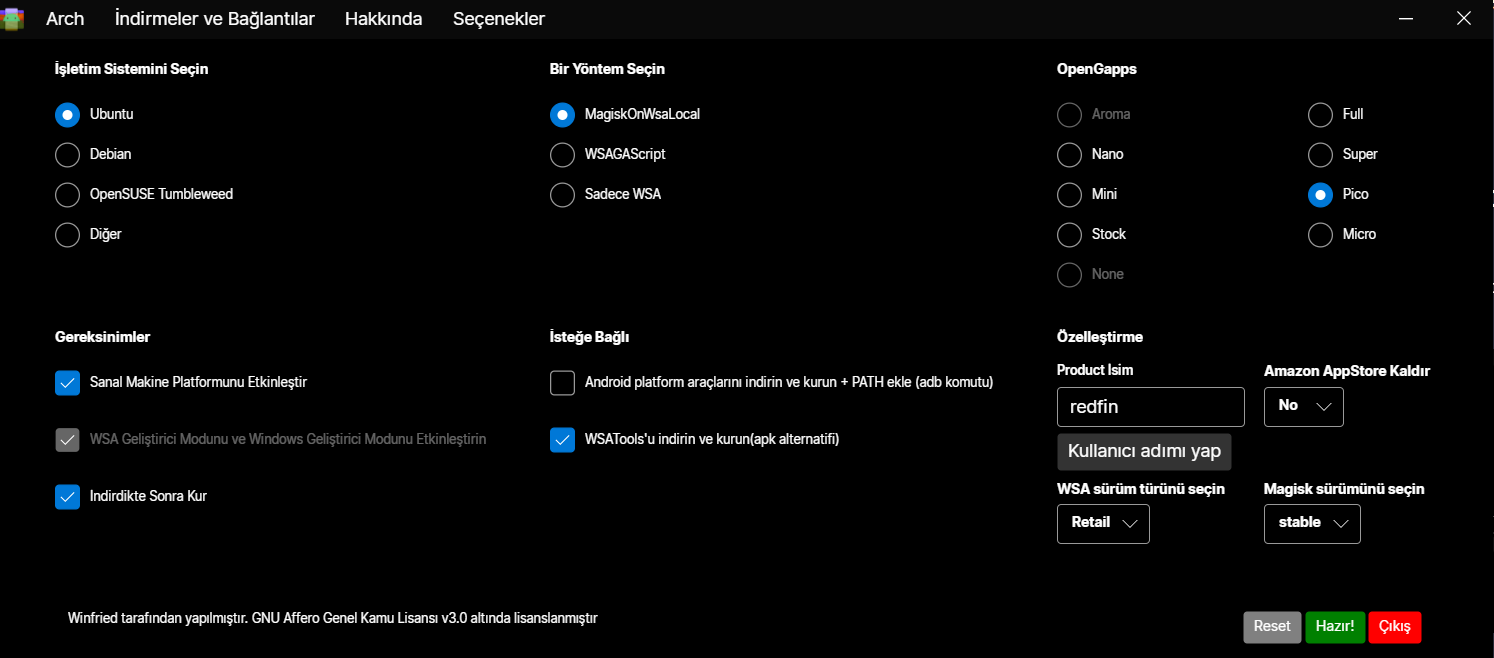 Arch
İndirmeler ve Bağlantılar
Hakkında
Seçenekler
İşletim Sistemini Seçin
Ubuntu
Debian
OpenSUSE Tumbleweed
Diğer
Bir Yöntem Seçin
MagiskOnWsaLocal
WSAGAScript
Sadece WSA
OpenGapps
Aroma
Nano
Mini
Stock
None
Full
Super
Pico
Micro
Gereksinimler
Sanal Makine Platformunu Etkinleştir
WSA Geliştirici Modunu ve Windows Geliştirici Modunu Etkinleştirin
Indirdikte Sonra Kur
İsteğe Bağlı
Android platform araçlarını indirin ve kurun + PATH ekle (adb komutu)
WSATools'u indirin ve kurun(apk alternatifi)
Özelleştirme
Product Isim
redfin
Kullanıcı adımı yap
Amazon AppStore Kaldır
No
WSA sürüm türünü seçin
Retail
Magisk sürümünü seçin
stable
Winfried tarafından yapılmıştır. GNU Affero Genel Kamu Lisansı v3.0 altında lisanslanmıştır
Reset
Hazır!
Çıkış